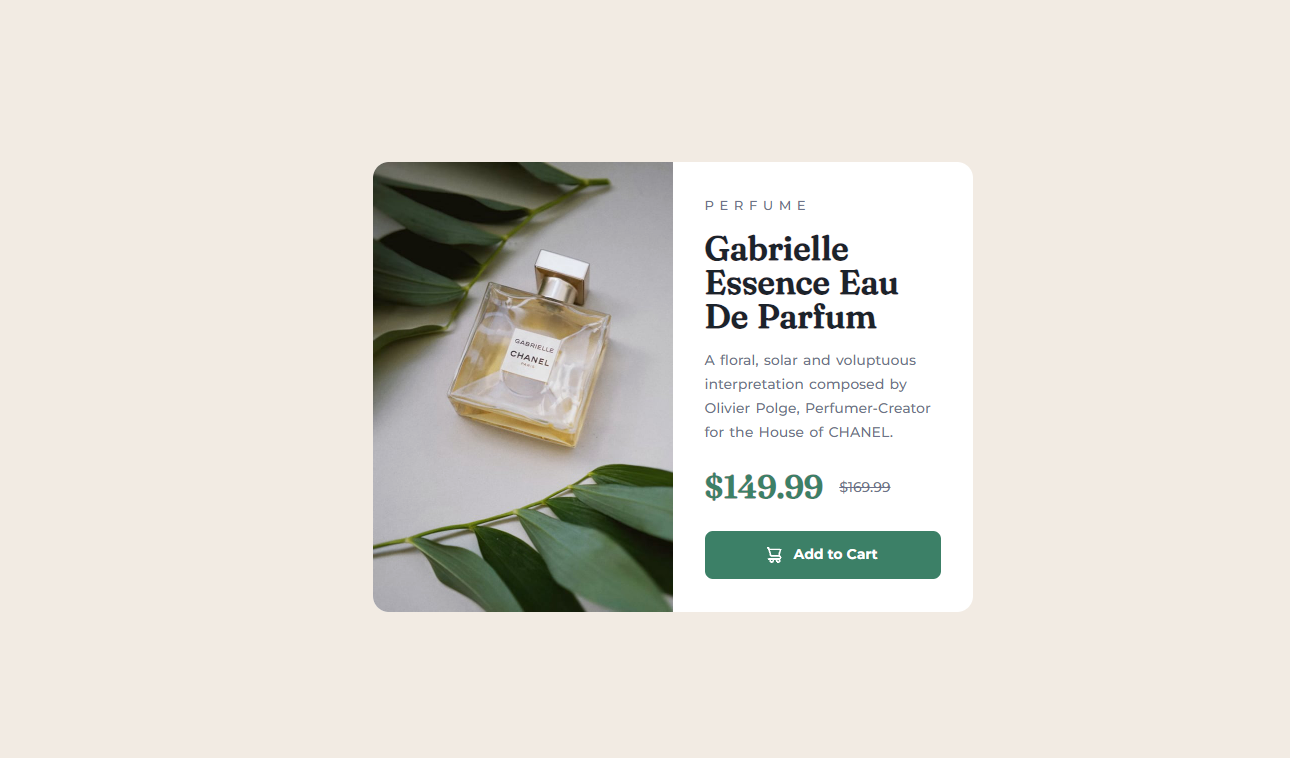 GABRIELLE
CHANEL
PARIS
PERFUME
Gabrielle
Essence Eau
De Parfum
A floral, solar and voluptuous
interpretation composed by
Olivier Polge, Perfumer-Creator
for the House of CHANEL.
$149.99 $169.99
Add to Cart